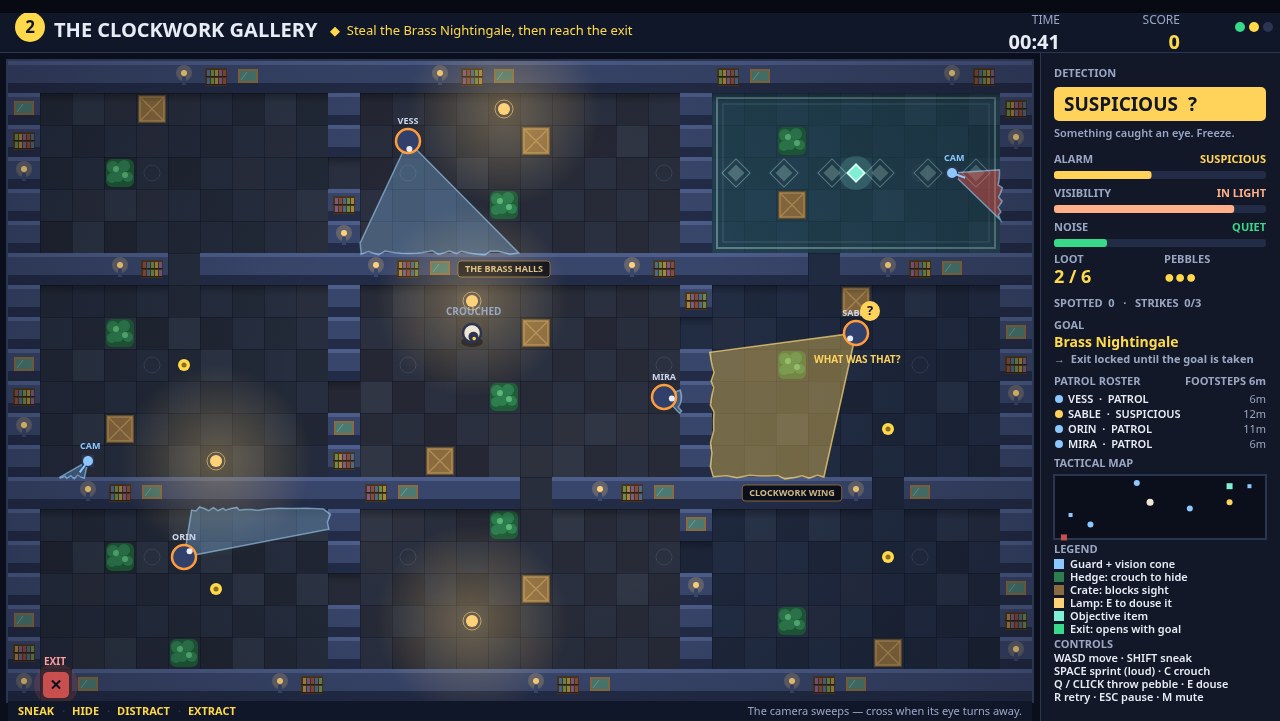 2 THE CLOCKWORK GALLERY ◆ Steal the Brass Nightingale, then reach the exit
TIME
00:41
SCORE
0
VESS
CAM
THE BRASS HALLS
CROUCHED
?
WHAT WAS THAT?
MIRA
CAM
CLOCKWORK WING
ORIN
EXIT
×
SNEAK · HIDE · DISTRACT · EXTRACT
The camera sweeps — cross when its eye turns away.
DETECTION
SUSPICIOUS ?
Something caught an eye. Freeze.
ALARM SUSPICIOUS
VISIBILITY IN LIGHT
NOISE QUIET
LOOT PEBBLES
2 / 6 ●●●
SPOTTED 0 · STRIKES 0/3
GOAL
Brass Nightingale
→ Exit locked until the goal is taken
PATROL ROSTER FOOTSTEPS 6m
VESS · PATROL 6m
SABLE · SUSPICIOUS 12m
ORIN · PATROL 11m
MIRA · PATROL 6m
TACTICAL MAP
LEGEND
Guard + vision cone
Hedge: crouch to hide
Crate: blocks sight
Lamp: E to douse it
Objective item
Exit: opens with goal
CONTROLS
WASD move · SHIFT sneak
SPACE sprint (loud) · C crouch
Q / CLICK throw pebble · E douse
R retry · ESC pause · M mute